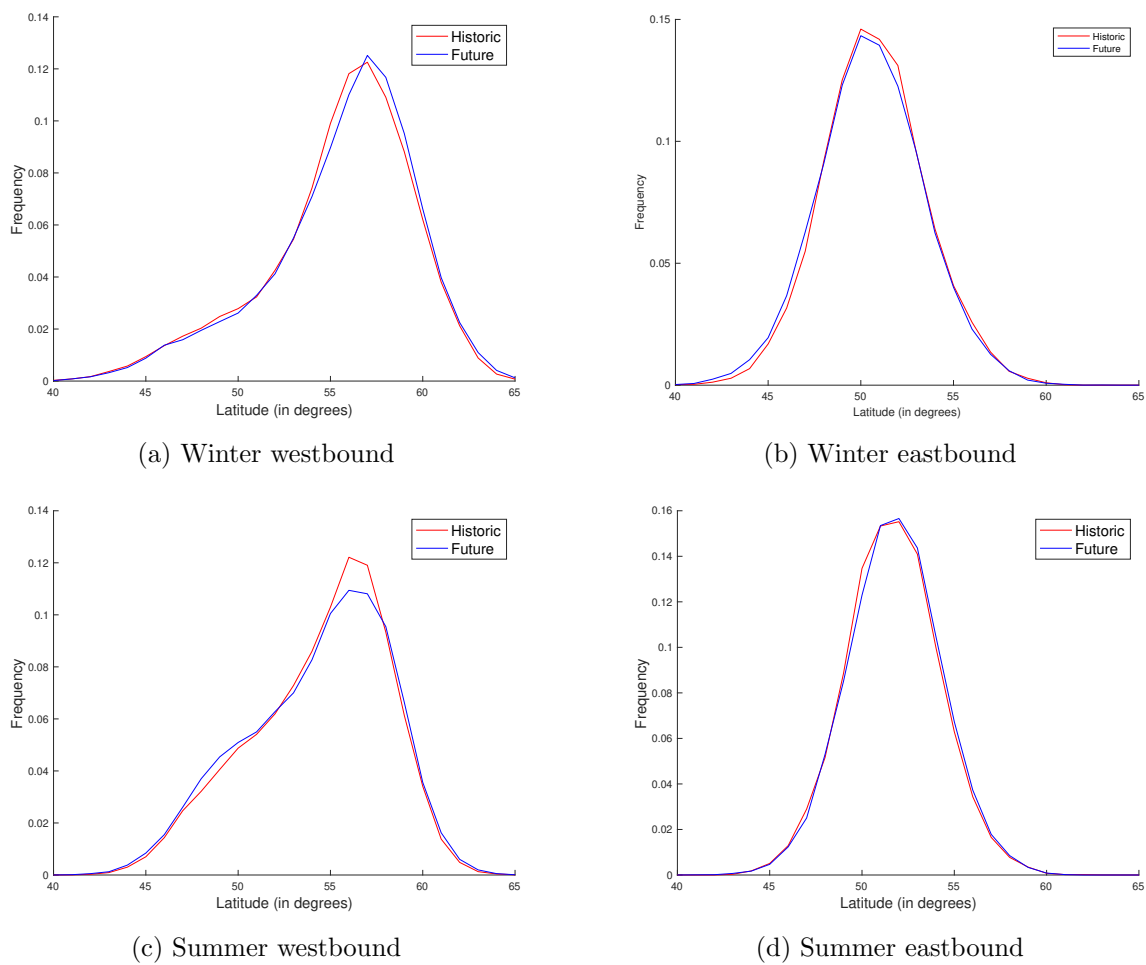 0.14
0.12
0.1
0.08
0.06
0.04
0.02
0
Frequency
40 45 50 55 60 65
Latitude (in degrees)
Historic
Future
(a) Winter westbound
0.15
0.1
0.05
0
Frequency
40 45 50 55 60 65
Latitude (in degrees)
Historic
Future
(b) Winter eastbound
0.14
0.12
0.1
0.08
0.06
0.04
0.02
0
Frequency
40 45 50 55 60 65
Latitude (in degrees)
Historic
Future
(c) Summer westbound
0.16
0.14
0.12
0.1
0.08
0.06
0.04
0.02
0
Frequency
40 45 50 55 60 65
Latitude (in degrees)
Historic
Future
(d) Summer eastbound